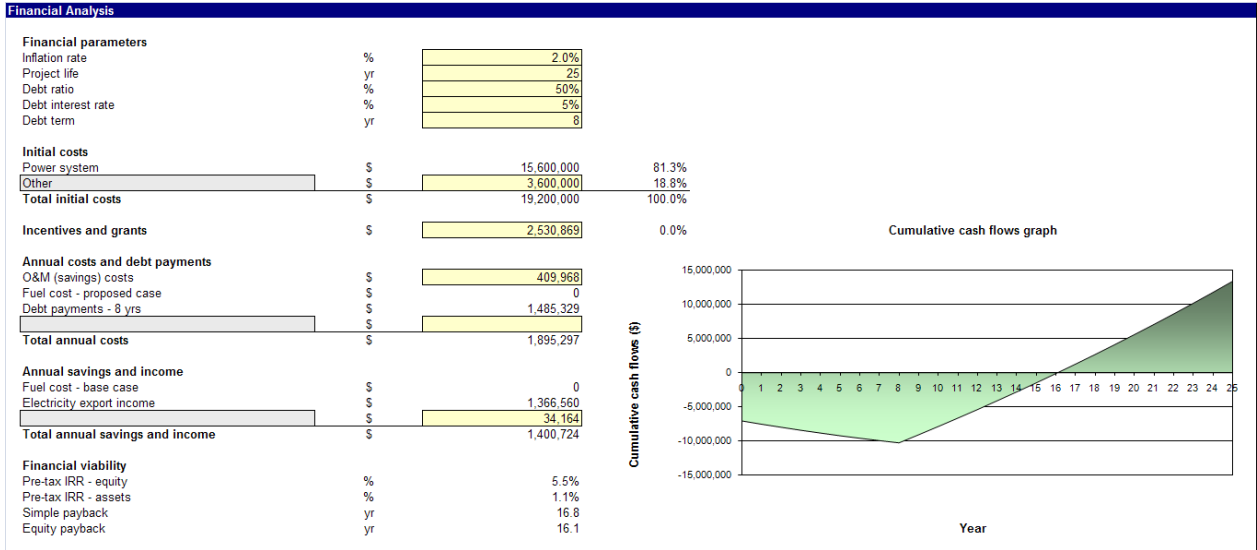 Financial Analysis
Financial parameters
Inflation rate % 2.0%
Project life yr 25
Debt ratio % 50%
Debt interest rate % 5%
Debt term yr 8
Initial costs
Power system $ 15,600,000 81.3%
Other $ 3,600,000 18.8%
Total initial costs $ 19,200,000 100.0%
Incentives and grants $ 2,530,869 0.0%
Annual costs and debt payments
O&M (savings) costs $ 409,968
Fuel cost - proposed case $ 0
Debt payments - 8 yrs $ 1,485,329
$
Total annual costs $ 1,895,297
Annual savings and income
Fuel cost - base case $ 0
Electricity export income $ 1,366,560
$ 34,164
Total annual savings and income $ 1,400,724
Financial viability
Pre-tax IRR - equity % 5.5%
Pre-tax IRR - assets % 1.1%
Simple payback yr 16.8
Equity payback yr 16.1
Cumulative cash flows graph
Cumulative cash flows ($)
15,000,000
10,000,000
5,000,000
0
-5,000,000
-10,000,000
-15,000,000
0 1 2 3 4 5 6 7 8 9 10 11 12 13 14 15 16 17 18 19 20 21 22 23 24 25
Year